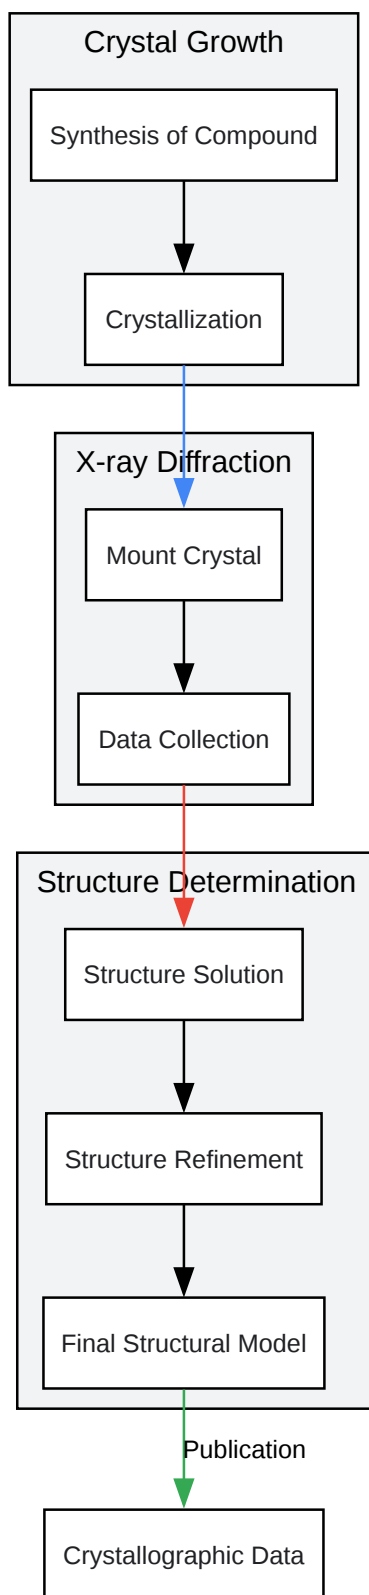 Crystal Growth
Synthesis of Compound
Crystallization
X-ray Diffraction
Mount Crystal
Data Collection
Structure Determination
Structure Solution
Structure Refinement
Final Structural Model
Publication
Crystallographic Data